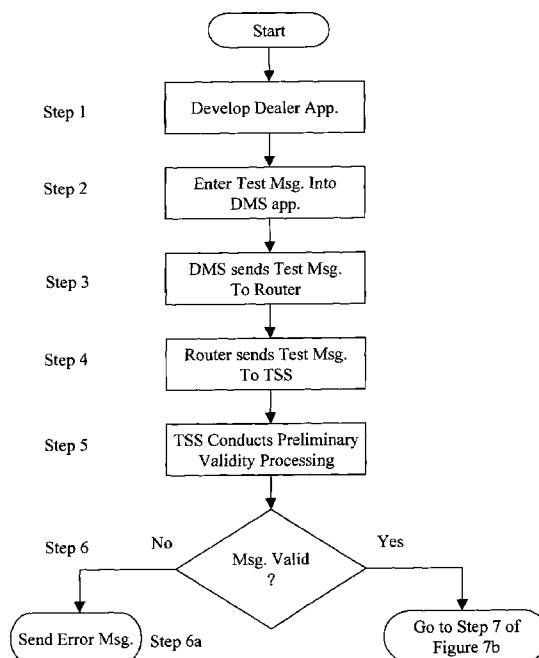 Start
Step 1
Develop Dealer App.
Step 2
Enter Test Msg. Into
DMS app.
Step 3
DMS sends Test Msg.
To Router
Step 4
Router sends Test Msg.
To TSS
Step 5
TSS Conducts Preliminary
Validity Processing
Step 6
No
Msg. Valid
?
Yes
Send Error Msg.
Step 6a
Go to Step 7 of
Figure 7b